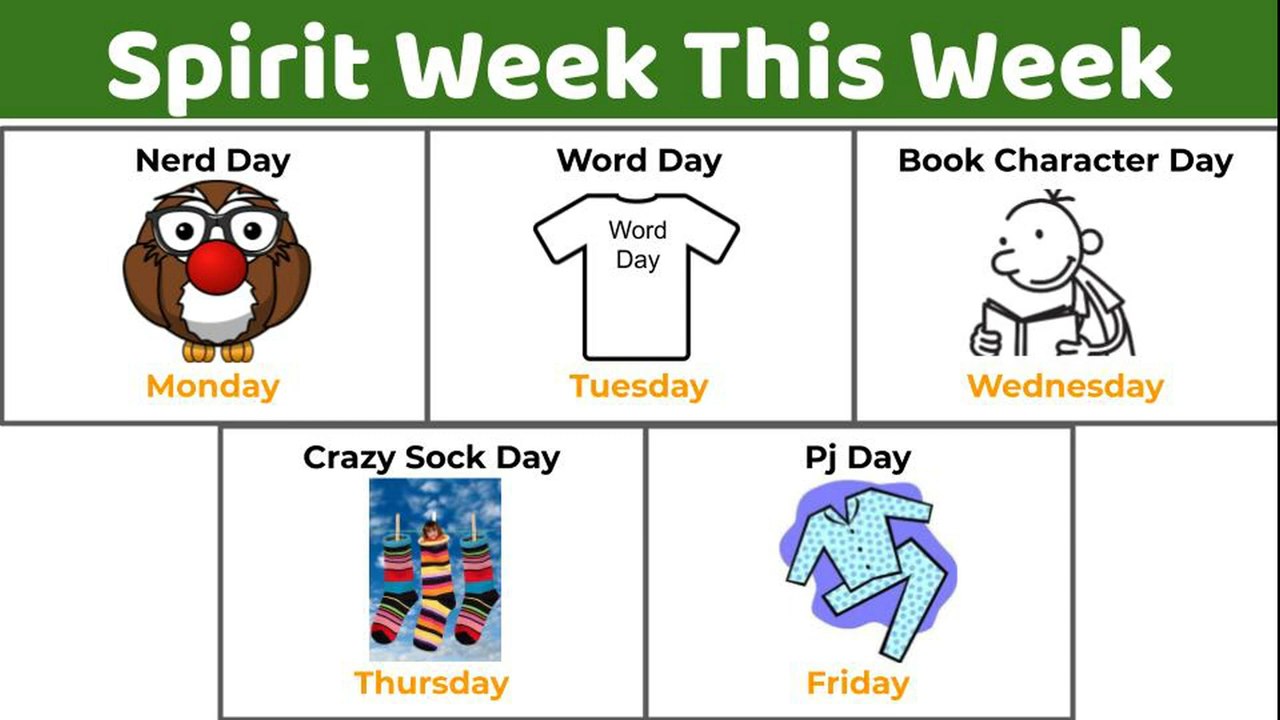 Spirit Week This Week
Nerd Day
Monday
Word Day
Word
Day
Tuesday
Book Character Day
Wednesday
Crazy Sock Day
Thursday
Pj Day
Friday